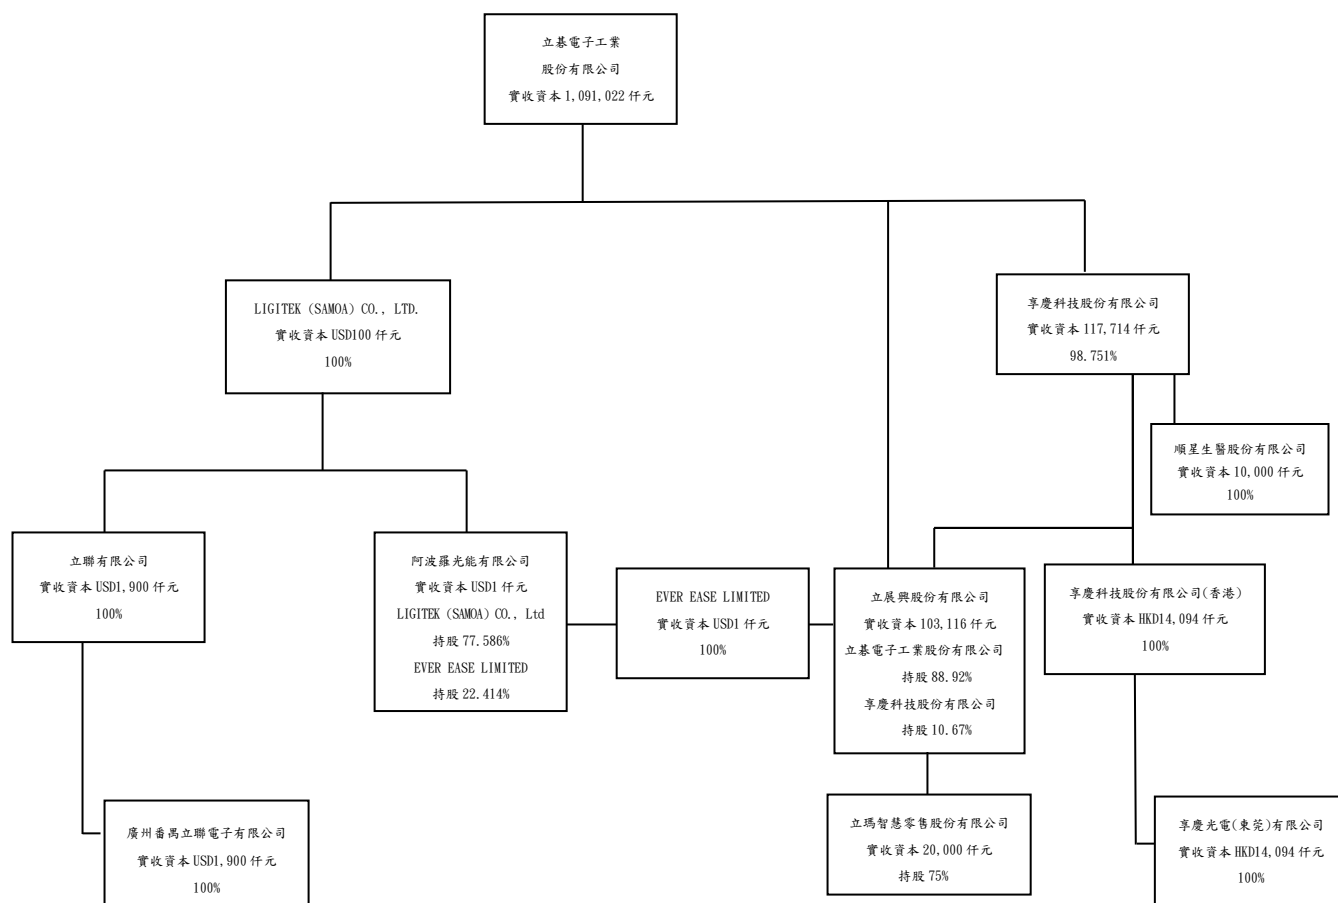 立碁電子工業
股份有限公司
實收資本 1,091,022 仟元
LIGITEK (SAMOA) CO., LTD.
實收資本 USD100 仟元
100%
享慶科技股份有限公司
實收資本 117,714 仟元
98.751%
順星生醫股份有限公司
實收資本 10,000 仟元
100%
立聯有限公司
實收資本 USD1,900 仟元
100%
阿波羅光能有限公司
實收資本 USD1 仟元
LIGITEK (SAMOA) CO., Ltd
持股 77.586%
EVER EASE LIMITED
持股 22.414%
EVER EASE LIMITED
實收資本 USD1 仟元
100%
立展興股份有限公司
實收資本 103,116 仟元
立碁電子工業股份有限公司
持股 88.92%
享慶科技股份有限公司
持股 10.67%
享慶科技股份有限公司(香港)
實收資本 HKD14,094 仟元
100%
廣州番禺立聯電子有限公司
實收資本 USD1,900 仟元
100%
立瑪智慧零售股份有限公司
實收資本 20,000 仟元
持股 75%
享慶光電(東莞)有限公司
實收資本 HKD14,094 仟元
100%